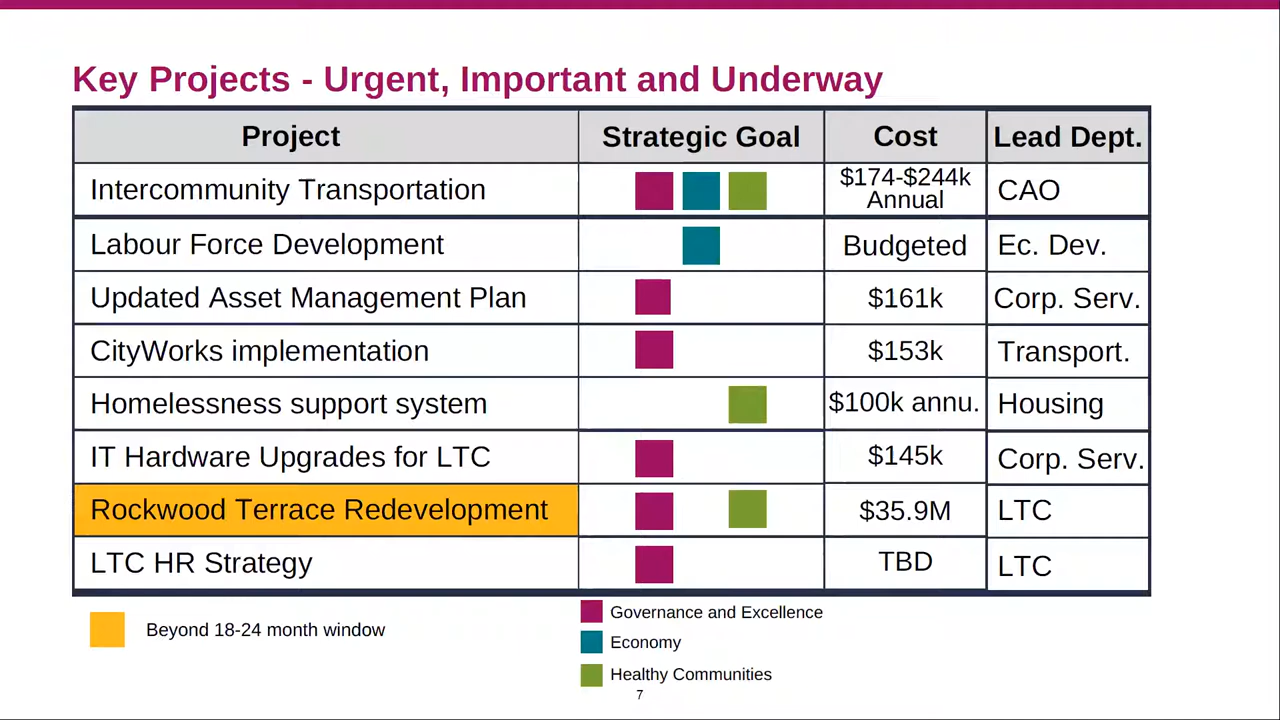 Key Projects - Urgent, Important and Underway
Project Strategic Goal Cost Lead Dept.
Intercommunity Transportation $174-$244k Annual CAO
Labour Force Development Budgeted Ec. Dev.
Updated Asset Management Plan $161k Corp. Serv.
CityWorks implementation $153k Transport.
Homelessness support system $100k annu. Housing
IT Hardware Upgrades for LTC $145k Corp. Serv.
Rockwood Terrace Redevelopment $35.9M LTC
LTC HR Strategy TBD LTC
Beyond 18-24 month window
Governance and Excellence
Economy
Healthy Communities
7